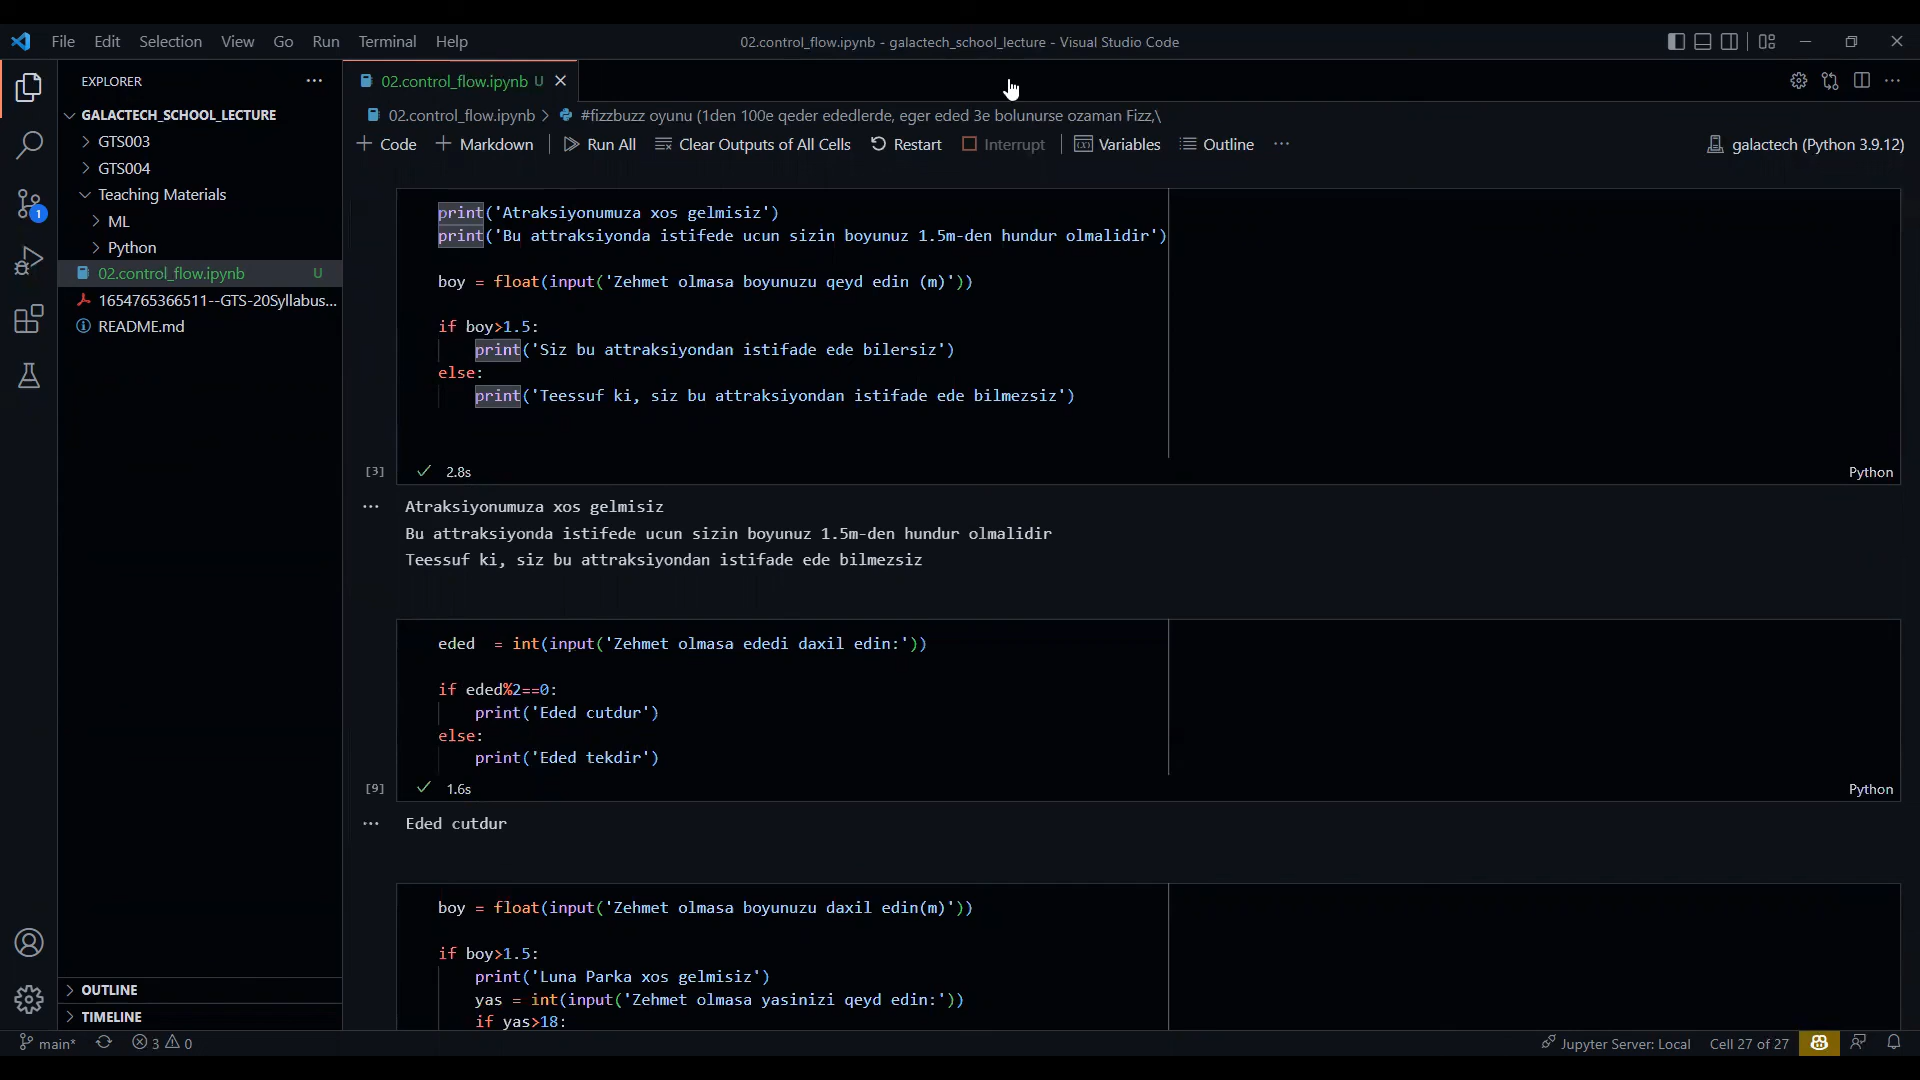 File Edit Selection View Go Run Terminal Help
02.control_flow.ipynb - galactech_school_lecture - Visual Studio Code
EXPLORER
GALACTECH_SCHOOL_LECTURE
GTS003
GTS004
Teaching Materials
ML
Python
02.control_flow.ipynb U
1654765366511--GTS-20Syllabus...
README.md
OUTLINE
TIMELINE
1
02.control_flow.ipynb U
02.control_flow.ipynb > #fizzbuzz oyunu (1den 100e qeder ededlerde, eger eded 3e bolunurse ozaman Fizz,\
+ Code + Markdown Run All Clear Outputs of All Cells Restart Interrupt Variables Outline ... galactech (Python 3.9.12)
print('Atraksiyonumuza xos gelmisiz')
print('Bu attraksiyonda istifede ucun sizin boyunuz 1.5m-den hundur olmalidir')
boy = float(input('Zehmet olmasa boyunuzu qeyd edin (m)'))
if boy>1.5:
print('Siz bu attraksiyondan istifade ede bilersiz')
else:
print('Teessuf ki, siz bu attraksiyondan istifade ede bilmezsiz')
[3] 2.8s Python
Atraksiyonumuza xos gelmisiz
Bu attraksiyonda istifede ucun sizin boyunuz 1.5m-den hundur olmalidir
Teessuf ki, siz bu attraksiyondan istifade ede bilmezsiz
eded  = int(input('Zehmet olmasa ededi daxil edin:'))
if eded%2==0:
print('Eded cutdur')
else:
print('Eded tekdir')
[9] 1.6s Python
Eded cutdur
boy = float(input('Zehmet olmasa boyunuzu daxil edin(m)'))
if boy>1.5:
print('Luna Parka xos gelmisiz')
yas = int(input('Zehmet olmasa yasinizi qeyd edin:'))
if yas>18:
main* 3 0 Jupyter Server: Local Cell 27 of 27